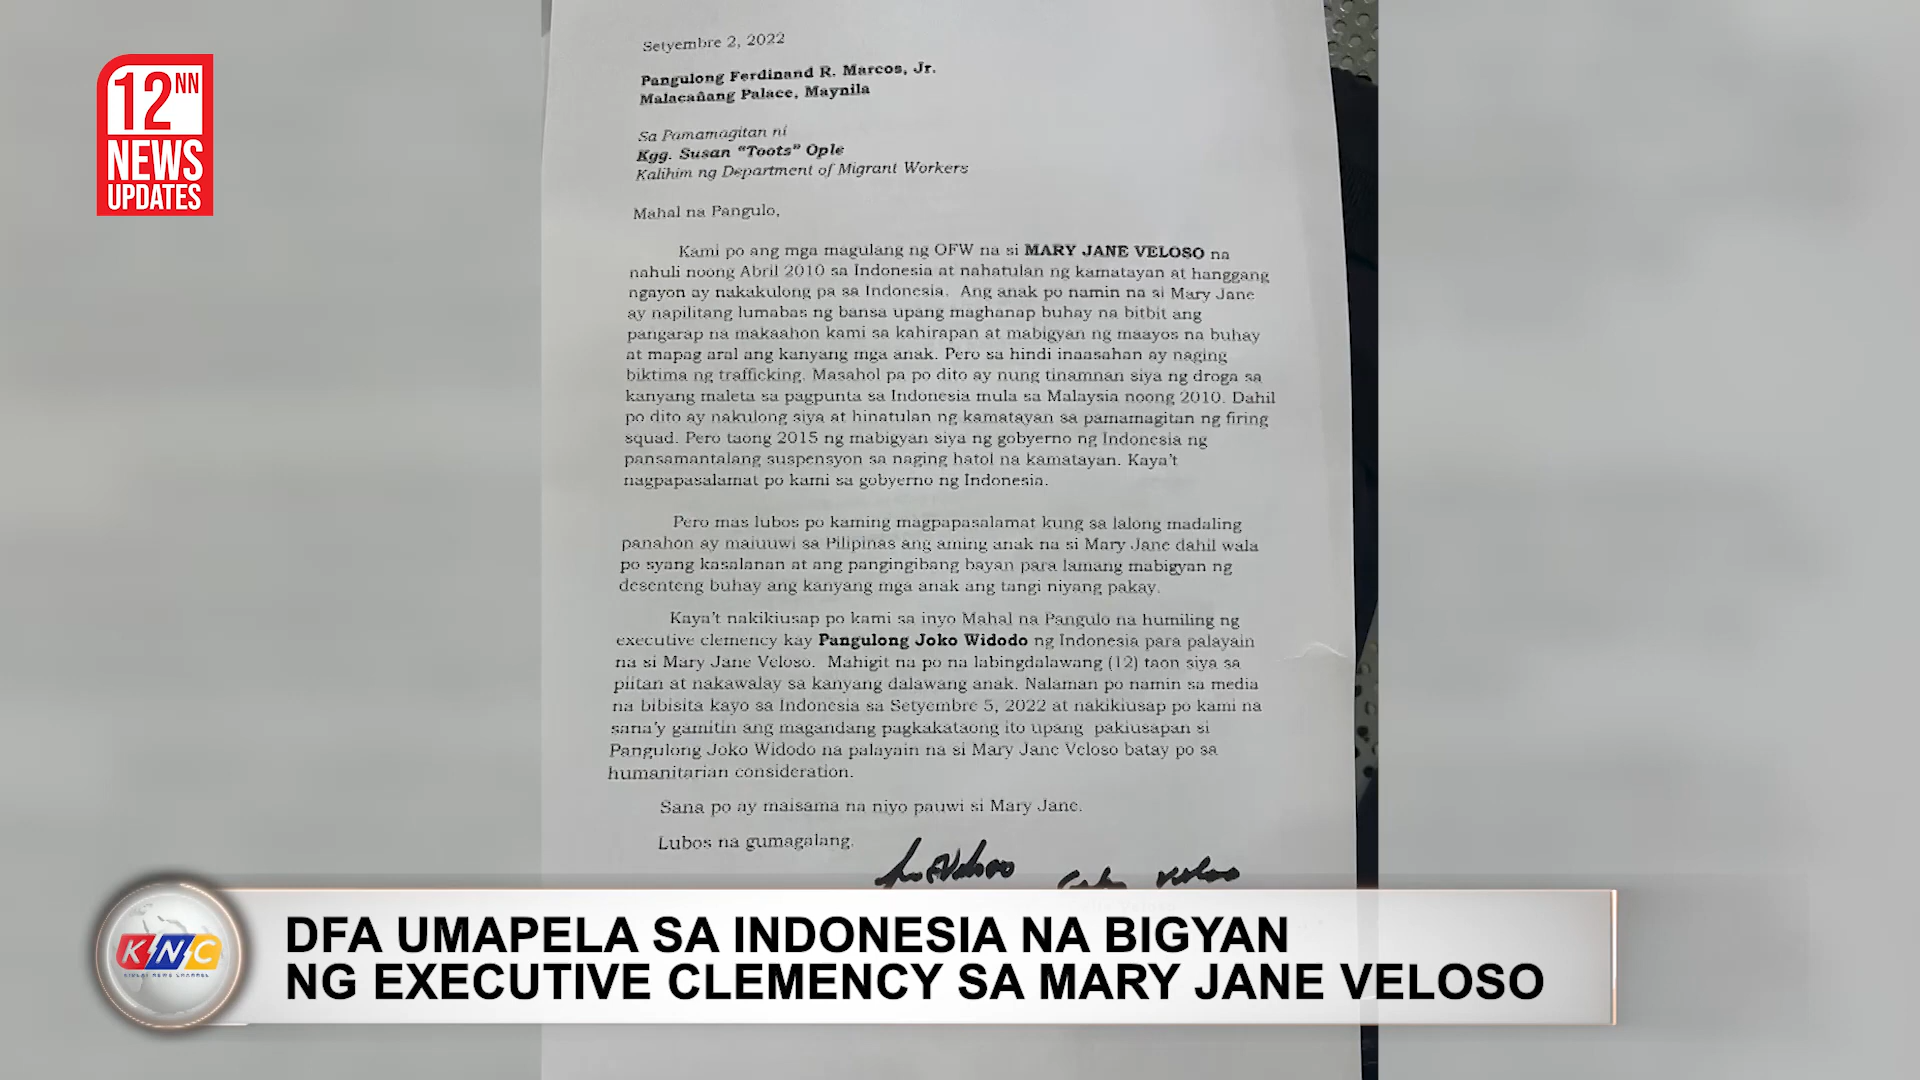 12NN
NEWS
UPDATES
Setyembre 2, 2022
Pangulong Ferdinand R. Marcos, Jr.
Malacañang Palace, Maynila
Sa Pamamagitan ni
Kgg. Susan "Toots" Ople
Kalihim ng Department of Migrant Workers
Mahal na Pangulo,
Kami po ang mga magulang ng OFW na si MARY JANE VELOSO na
nahuli noong Abril 2010 sa Indonesia at nahatulan ng kamatayan at hanggang
ngayon ay nakakulong pa sa Indonesia. Ang anak po namin na si Mary Jane
ay napilitang lumabas ng bansa upang maghanap buhay na bitbit ang
pangarap na makaahon kami sa kahirapan at mabigyan ng maayos na buhay
at mapag aral ang kanyang mga anak. Pero sa hindi inaasahan ay naging
biktima ng trafficking. Masahol pa po dito ay nung tinamnan siya ng droga sa
kanyang maleta sa pagpunta sa Indonesia mula sa Malaysia noong 2010. Dahil
po dito ay nakulong siya at hinatulan ng kamatayan sa pamamagitan ng firing
squad. Pero taong 2015 ng mabigyan siya ng gobyerno ng Indonesia ng
pansamantalang suspensyon sa naging hatol na kamatayan. Kaya't
nagpapasalamat po kami sa gobyerno ng Indonesia.
Pero mas lubos po kaming magpapasalamat kung sa lalong madaling
panahon ay maiuuwi sa Pilipinas ang aming anak na si Mary Jane dahil wala
po syang kasalanan at ang pangingibang bayan para lamang mabigyan ng
desenteng buhay ang kanyang mga anak ang tangi niyang pakay.
Kaya't nakikiusap po kami sa inyo Mahal na Pangulo na humiling ng
executive clemency kay Pangulong Joko Widodo ng Indonesia para palayain
na si Mary Jane Veloso. Mahigit na po na labingdalawang (12) taon siya sa
piitan at nakawalay sa kanyang dalawang anak. Nalaman po namin sa media
na bibisita kayo sa Indonesia sa Setyembre 5, 2022 at nakikiusap po kami na
sana'y gamitin ang magandang pagkakataong ito upang pakiusapan si
Pangulong Joko Widodo na palayain na si Mary Jane Veloso batay po sa
humanitarian consideration.
Sana po ay maisama na niyo pauwi si Mary Jane.
Lubos na gumagalang,
Veloso Veloso
KNC
DFA UMAPELA SA INDONESIA NA BIGYAN
NG EXECUTIVE CLEMENCY SA MARY JANE VELOSO